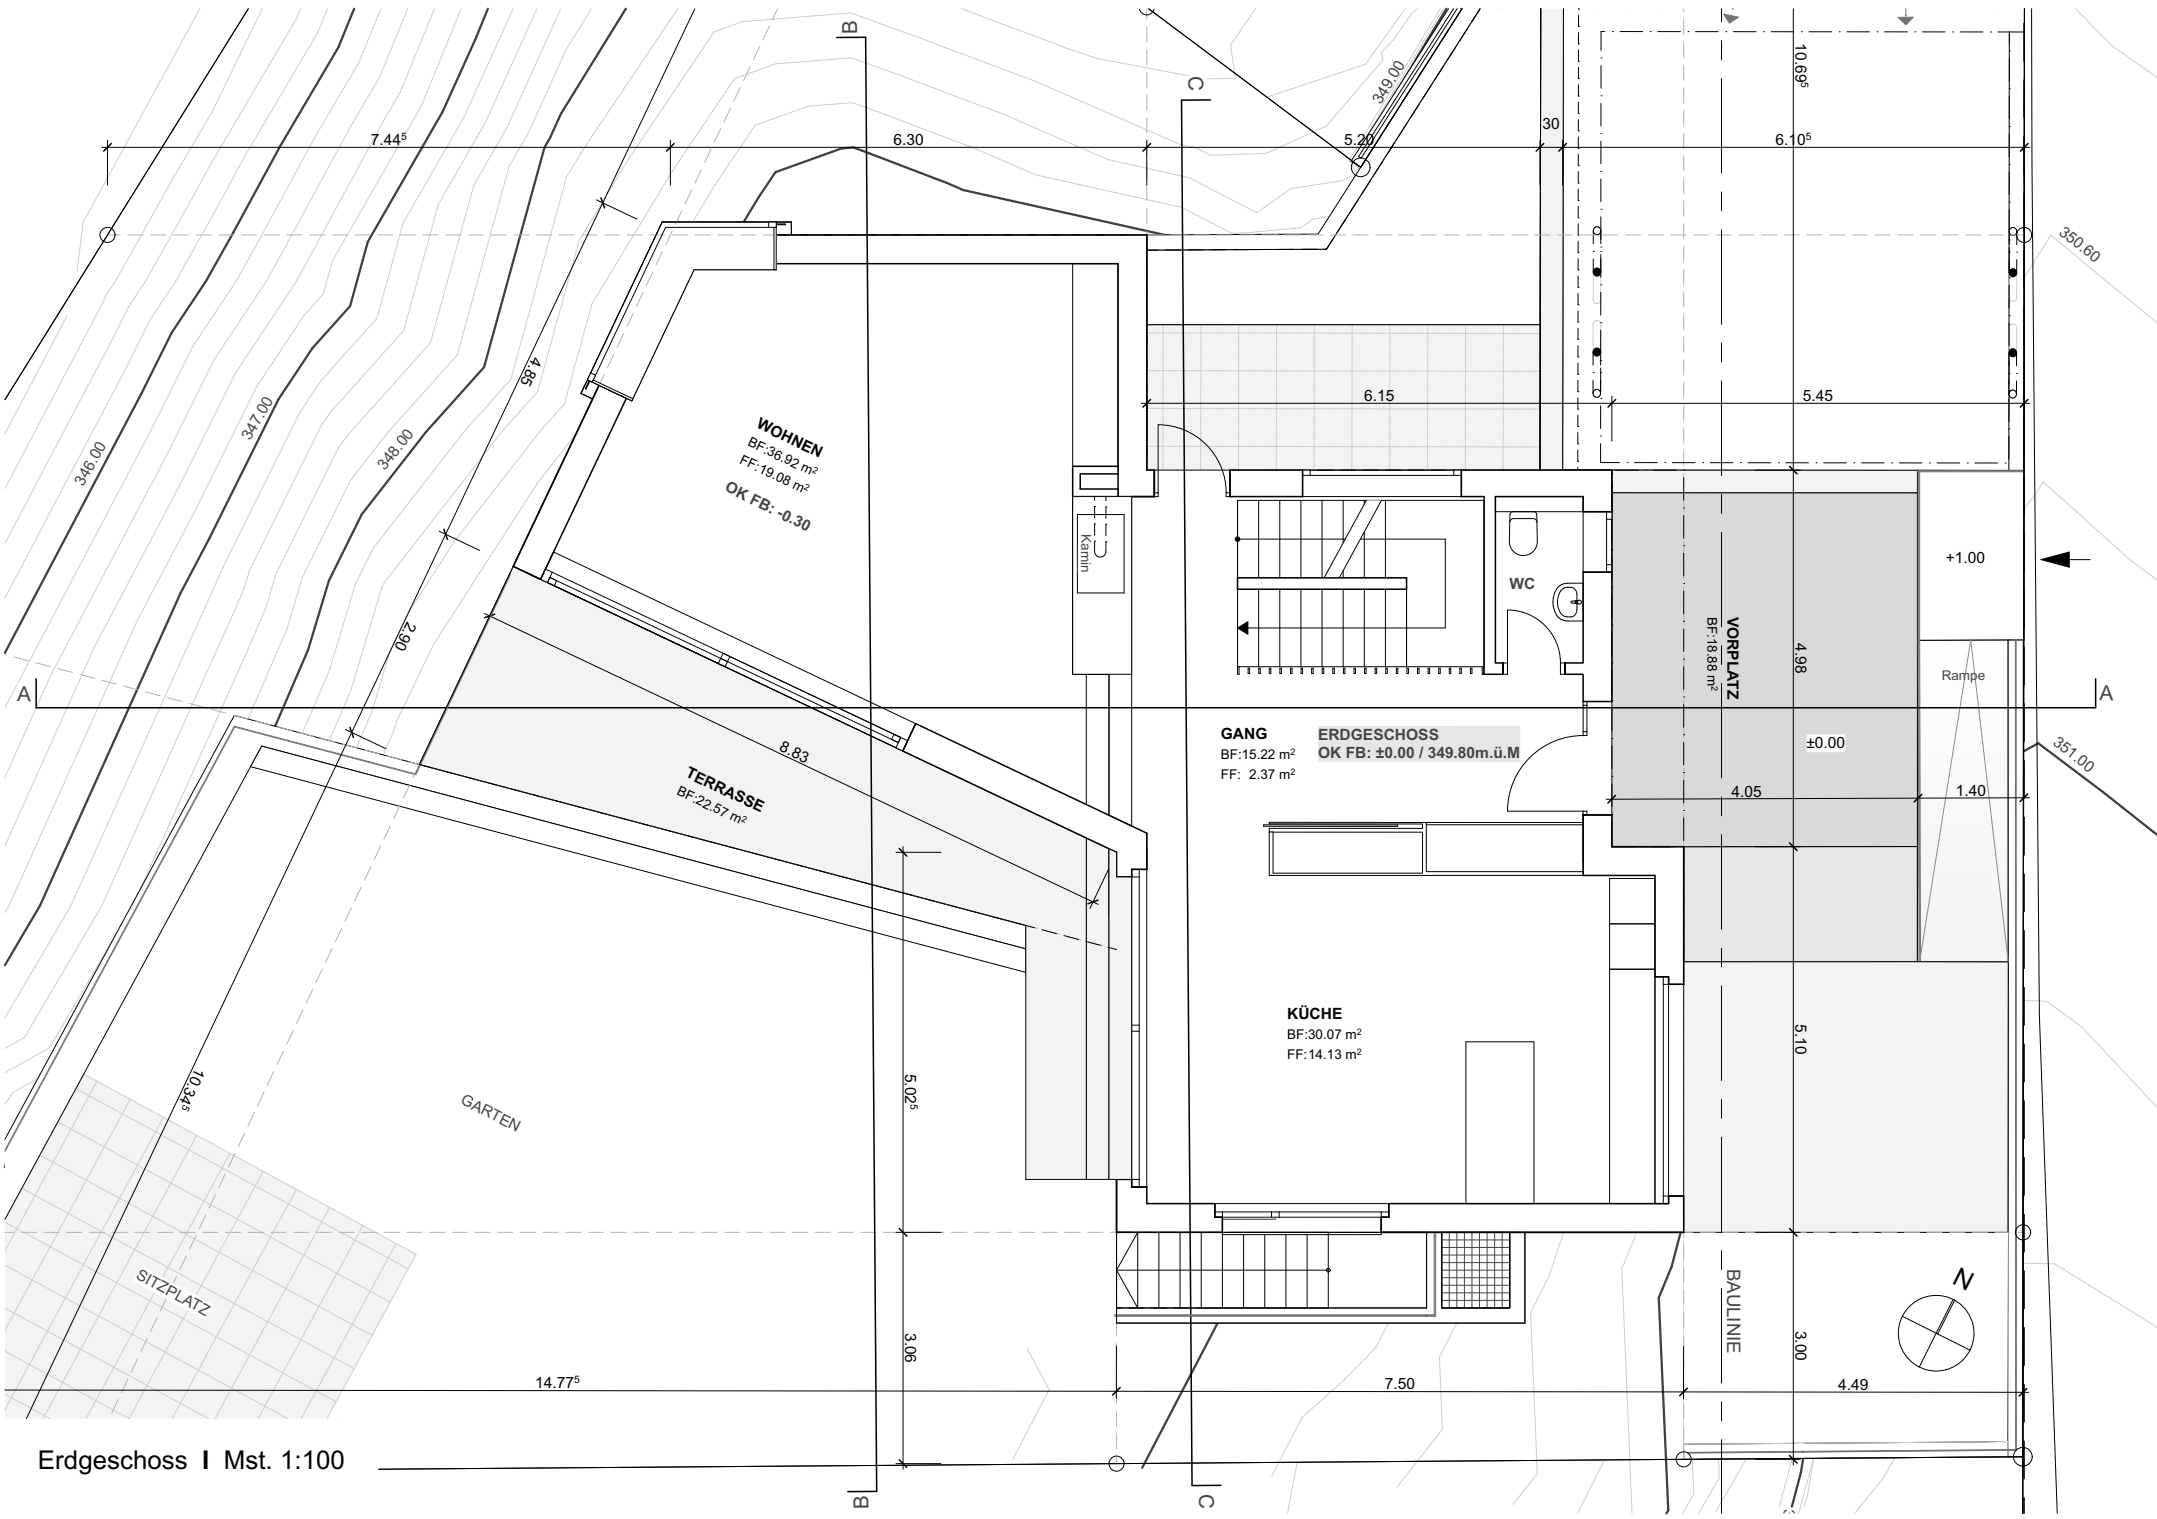 B
C
349.00
10.69⁵
7.44⁵
6.30
5.20
30
6.10⁵
350.60
4.85
6.15
5.45
346.00
347.00
348.00
WOHNEN
BF:36.92 m²
FF:19.08 m²
OK FB: -0.30
Kamin
WC
+1.00
2.90
VORPLATZ
BF:18.88 m²
4.98
Rampe
A
A
8.83
GANG
BF:15.22 m²
FF: 2.37 m²
ERDGESCHOSS
OK FB: ±0.00 / 349.80m.ü.M
±0.00
351.00
TERRASSE
BF:22.57 m²
4.05
1.40
KÜCHE
BF:30.07 m²
FF:14.13 m²
5.10
10.34⁵
GARTEN
5.02⁵
SITZPLATZ
BAULINIE
N
3.06
3.00
14.77⁵
7.50
4.49
Erdgeschoss I Mst. 1:100
B
C